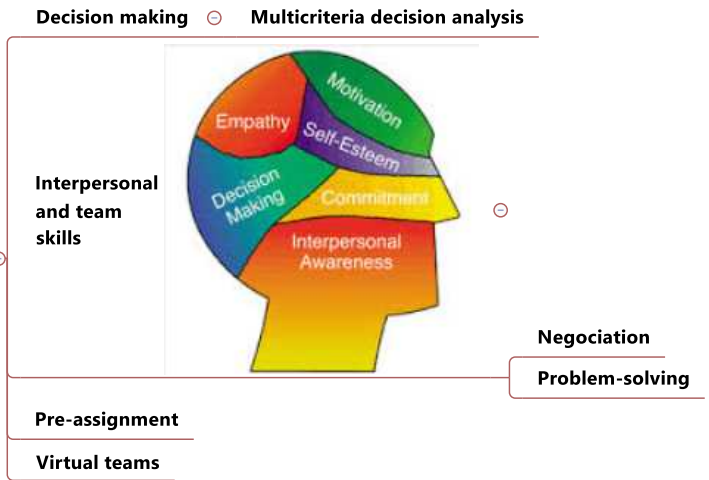 Decision making
Multicriteria decision analysis
Interpersonal
and team
skills
Motivation
Empathy
Self-Esteem
Decision
Making
Commitment
Interpersonal
Awareness
Negociation
Problem-solving
Pre-assignment
Virtual teams